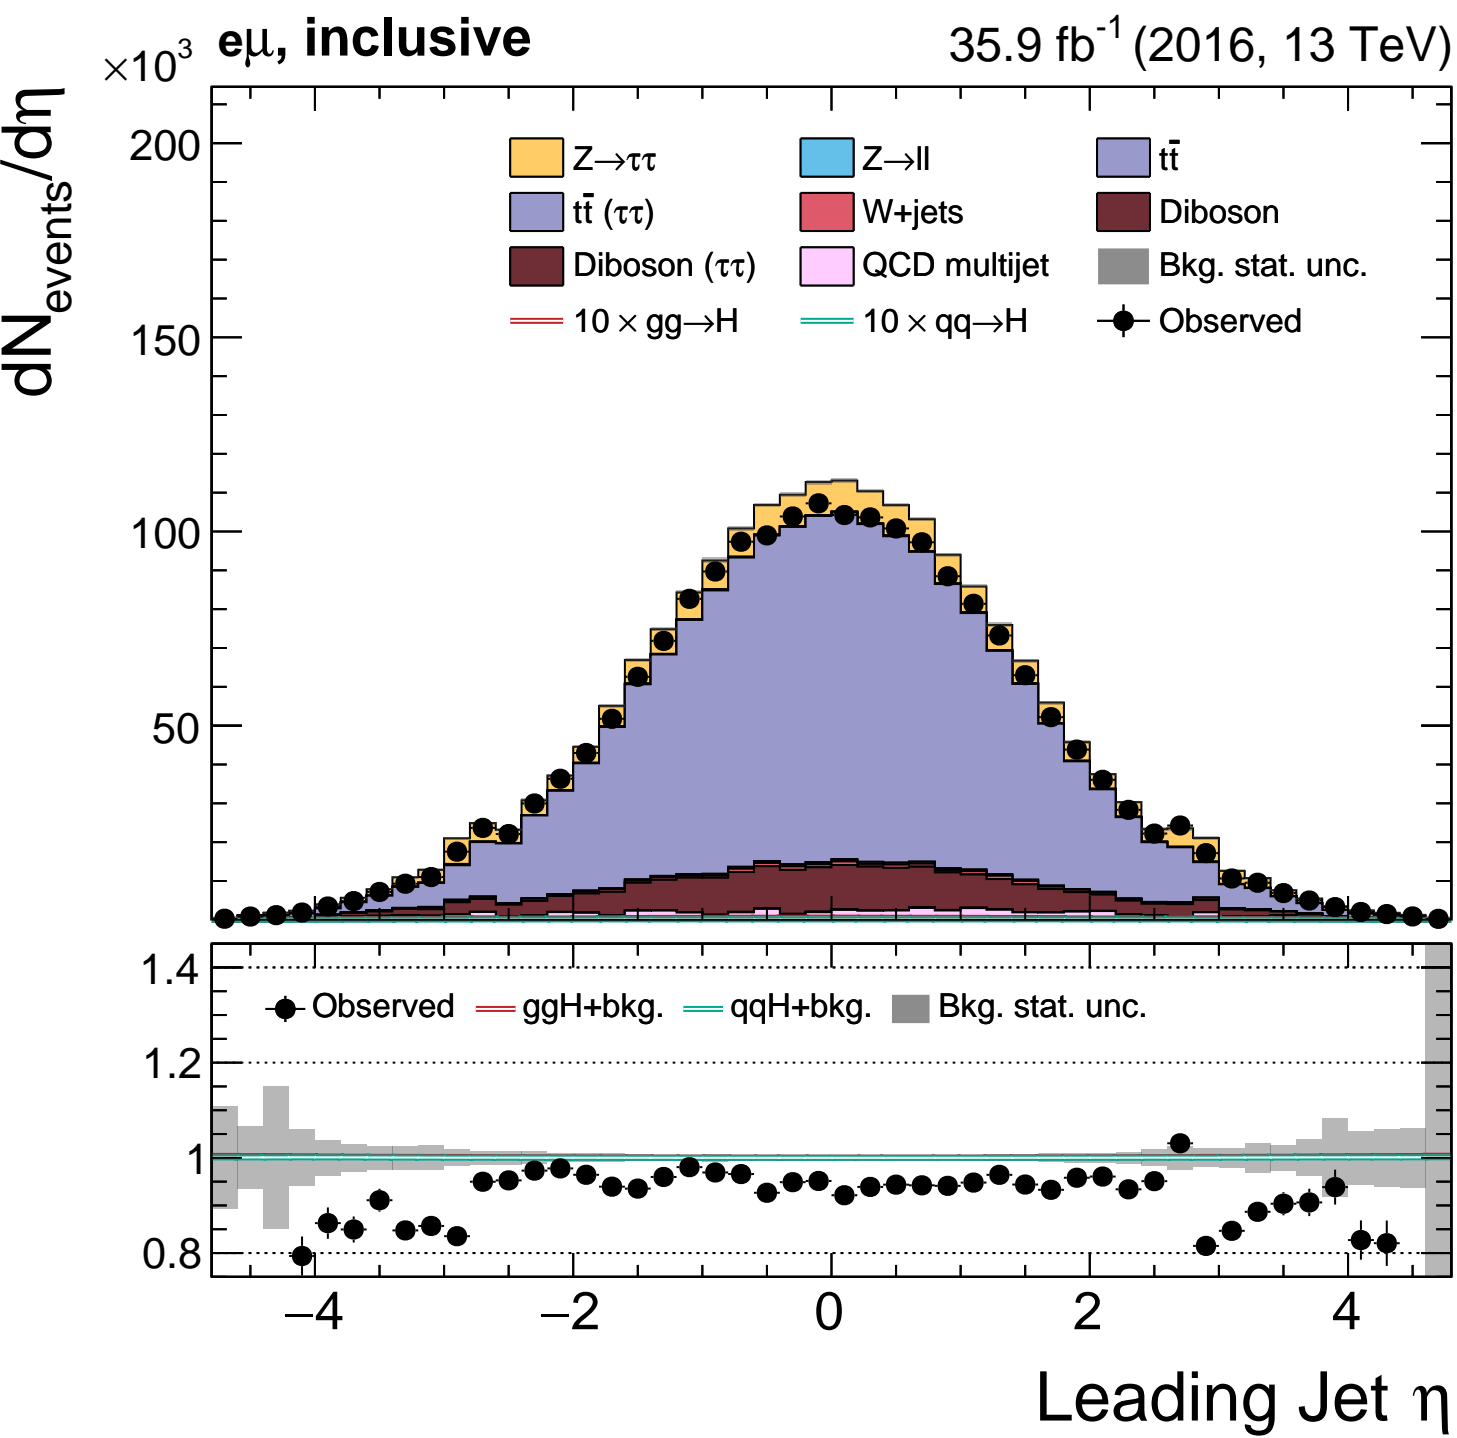 ×10³ eμ, inclusive 35.9 fb⁻¹ (2016, 13 TeV)
dN_events/dη
200
150
100
50
Z→ττ Z→ll tt̄
tt̄ (ττ) W+jets Diboson
Diboson (ττ) QCD multijet Bkg. stat. unc.
10 × gg→H 10 × qq→H Observed
1.4
1.2
1
0.8
Observed ggH+bkg. qqH+bkg. Bkg. stat. unc.
−4 −2 0 2 4
Leading Jet η